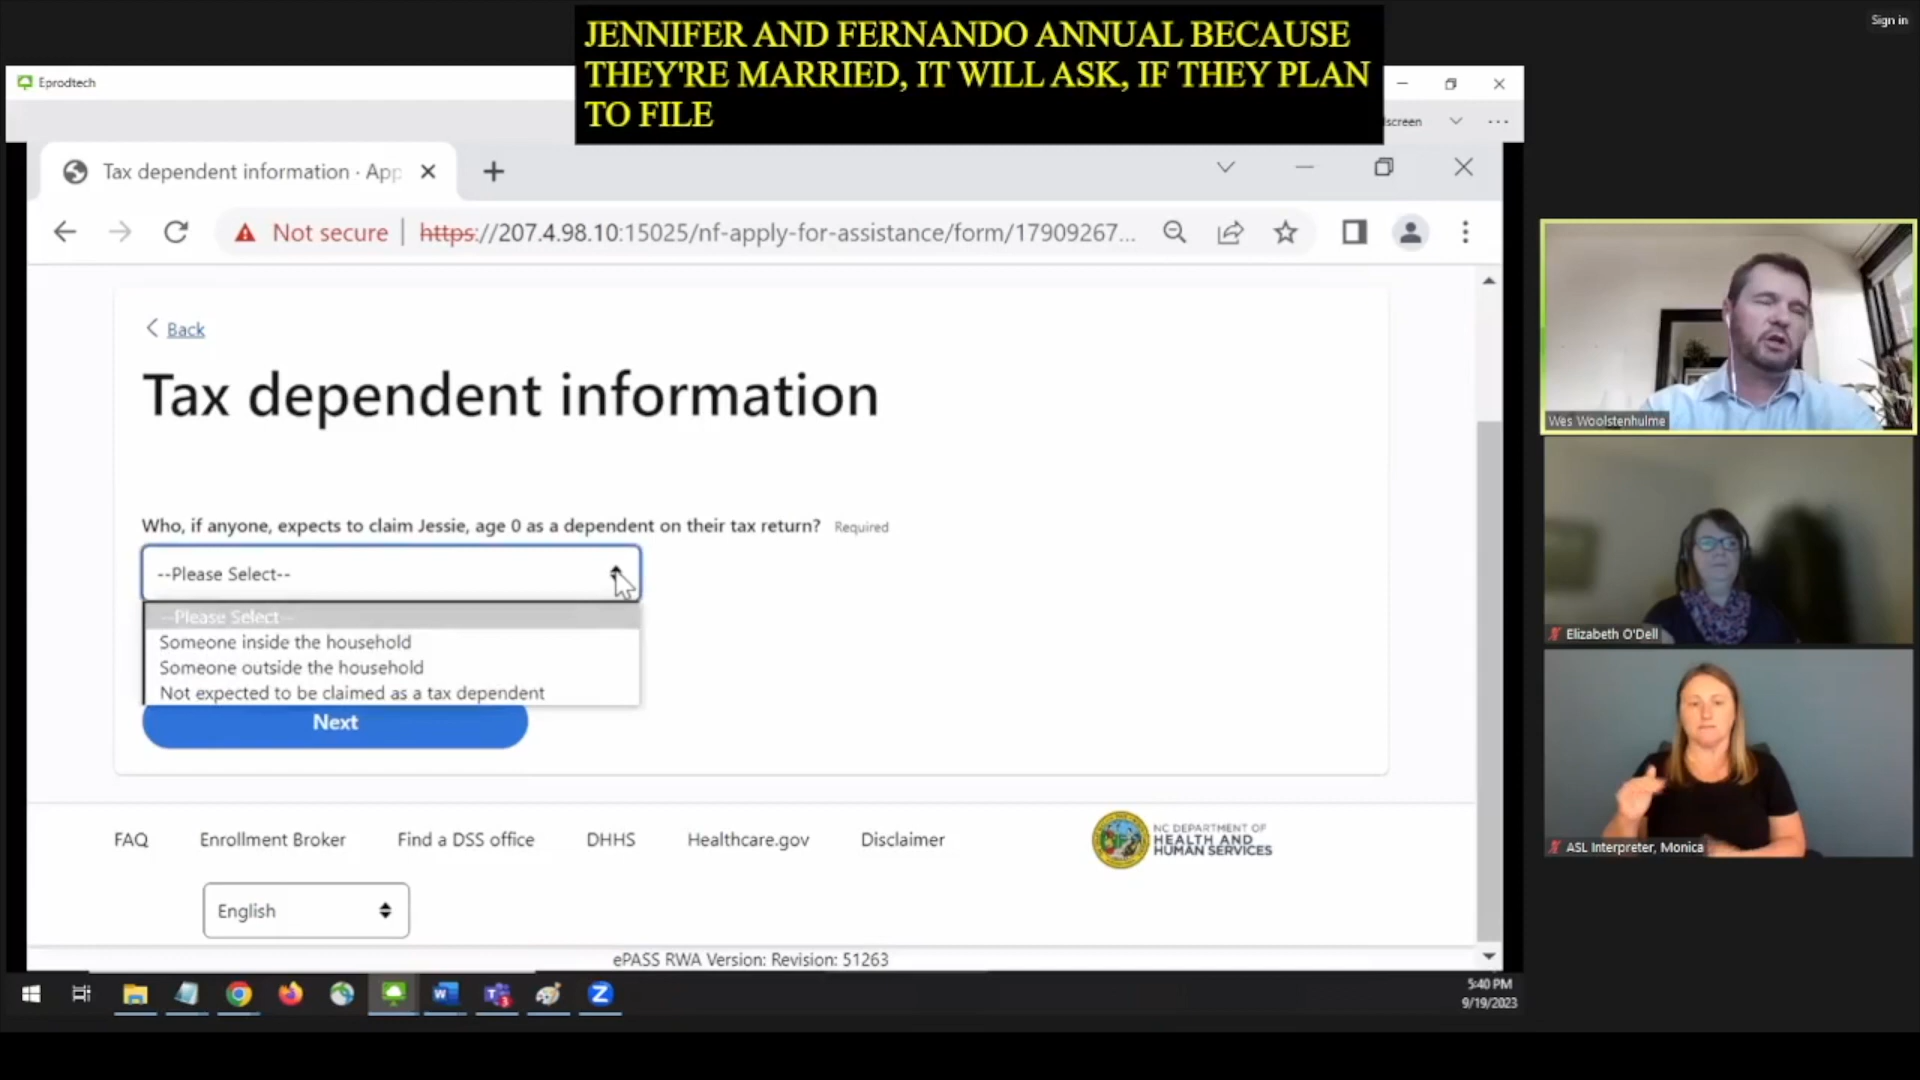 JENNIFER AND FERNANDO ANNUAL BECAUSE
THEY'RE MARRIED, IT WILL ASK, IF THEY PLAN
TO FILE
Sign in
Eprodtech
screen
Tax dependent information · App
Not secure
https://207.4.98.10:15025/nf-apply-for-assistance/form/17909267...
Back
Tax dependent information
Who, if anyone, expects to claim Jessie, age 0 as a dependent on their tax return? Required
--Please Select--
--Please Select--
Someone inside the household
Someone outside the household
Not expected to be claimed as a tax dependent
Next
FAQ
Enrollment Broker
Find a DSS office
DHHS
Healthcare.gov
Disclaimer
NC DEPARTMENT OF
HEALTH AND
HUMAN SERVICES
English
ePASS RWA Version: Revision: 51263
5:40 PM
9/19/2023
Wes Woolstenhulme
Elizabeth O'Dell
ASL Interpreter, Monica